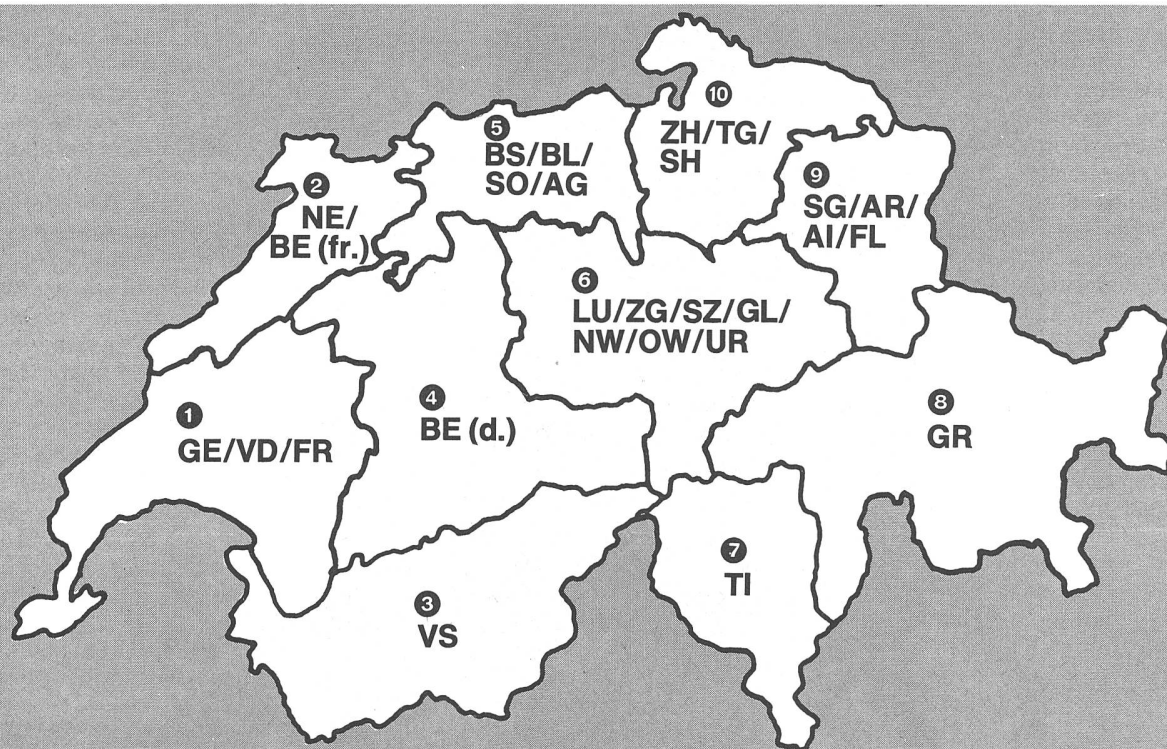 1
GE/VD/FR
2
NE/
BE (fr.)
3
VS
4
BE (d.)
5
BS/BL/
SO/AG
6
LU/ZG/SZ/GL/
NW/OW/UR
7
TI
8
GR
9
SG/AR/
AI/FL
10
ZH/TG/
SH